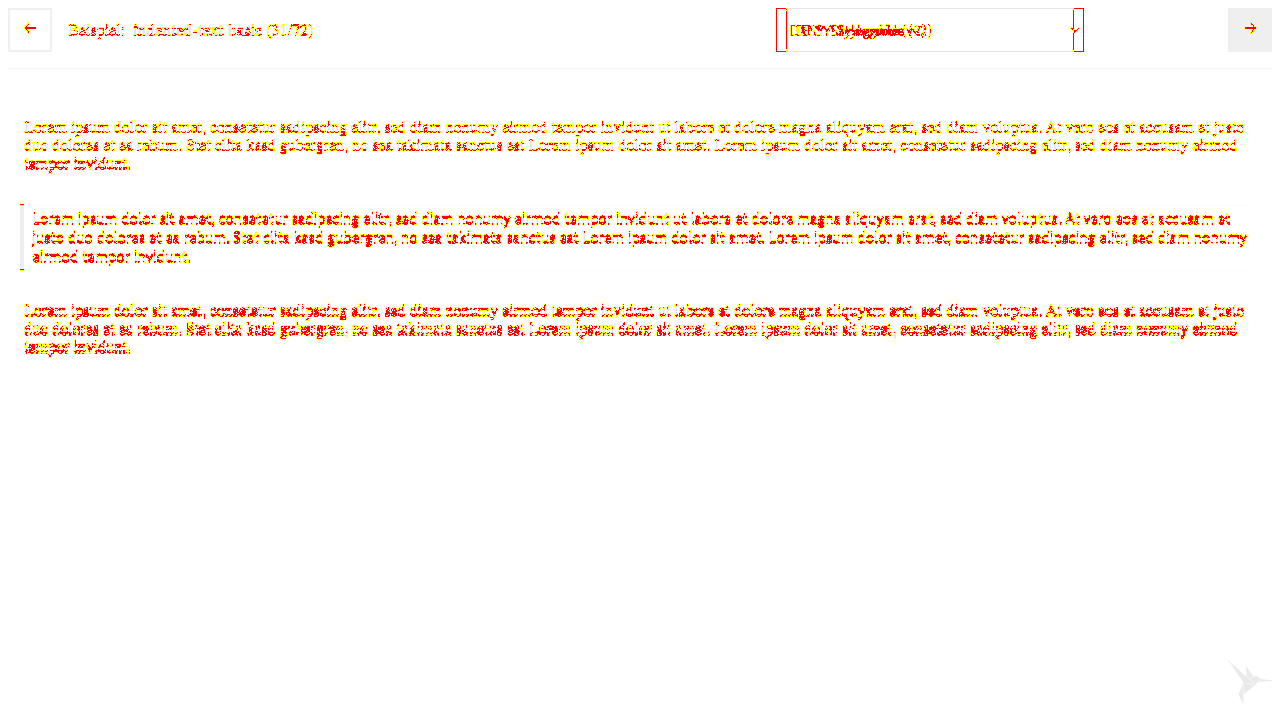 Beispiel: indented-text basic (31/72)
Lorem ipsum dolor sit amet, consetetur sadipscing elitr, sed diam nonumy eirmod tempor invidunt ut labore et dolore magna aliquyam erat, sed diam voluptua. At vero eos et accusam et justo
duo dolores et ea rebum. Stet clita kasd gubergren, no sea takimata sanctus est Lorem ipsum dolor sit amet. Lorem ipsum dolor sit amet, consetetur sadipscing elitr, sed diam nonumy eirmod
tempor invidunt.
Lorem ipsum dolor sit amet, consetetur sadipscing elitr, sed diam nonumy eirmod tempor invidunt ut labore et dolore magna aliquyam erat, sed diam voluptua. At vero eos et accusam et
justo duo dolores et ea rebum. Stet clita kasd gubergren, no sea takimata sanctus est Lorem ipsum dolor sit amet. Lorem ipsum dolor sit amet, consetetur sadipscing elitr, sed diam nonumy
eirmod tempor invidunt.
Lorem ipsum dolor sit amet, consetetur sadipscing elitr, sed diam nonumy eirmod tempor invidunt ut labore et dolore magna aliquyam erat, sed diam voluptua. At vero eos et accusam et justo
duo dolores et ea rebum. Stet clita kasd gubergren, no sea takimata sanctus est Lorem ipsum dolor sit amet. Lorem ipsum dolor sit amet, consetetur sadipscing elitr, sed diam nonumy eirmod
tempor invidunt.